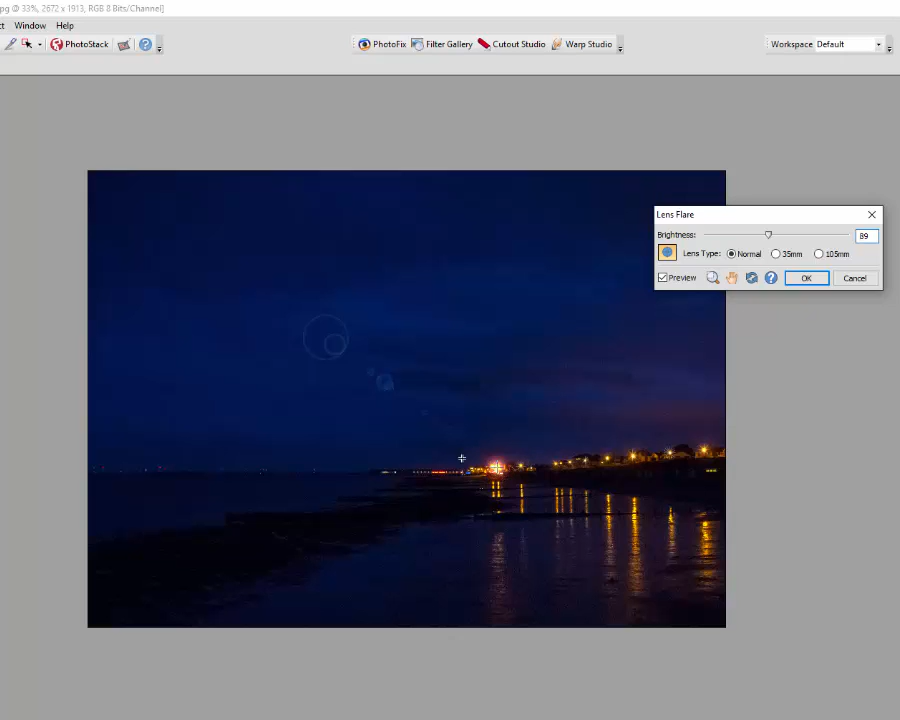 pg @ 33%, 2672 x 1913, RGB 8 Bits/Channel]
ct Window Help
PhotoStack PhotoFix Filter Gallery Cutout Studio Warp Studio Workspace Default
Lens Flare
Brightness: 89
Lens Type: Normal 35mm 105mm
Preview OK Cancel